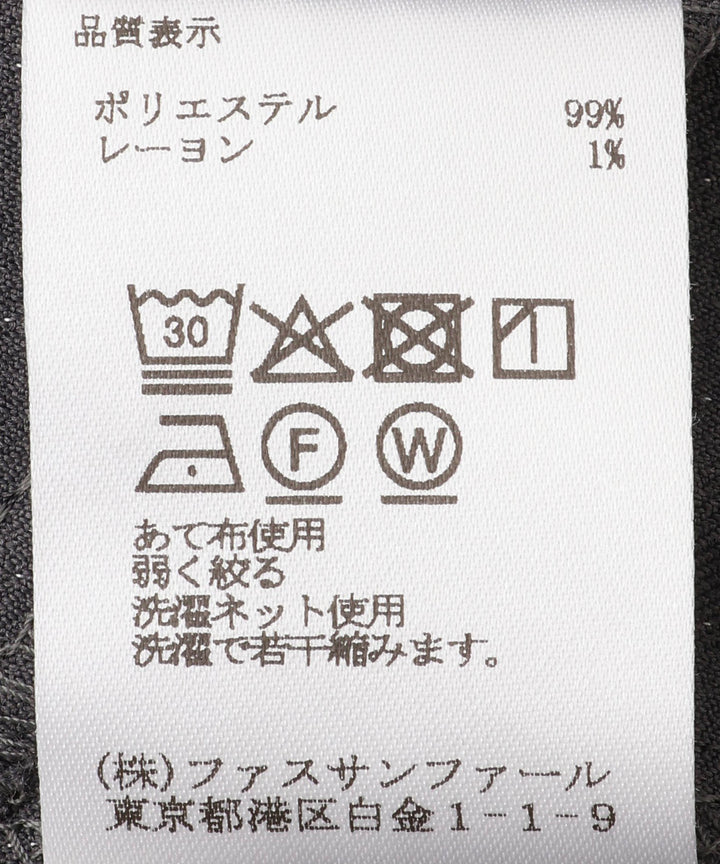 品質表示
ポリエステル 99%
レーヨン 1%
30
F W
あて布使用
弱く絞る
洗濯ネット使用
洗濯で若干縮みます。
(株)ファスサンファール
東京都港区白金1-1-9